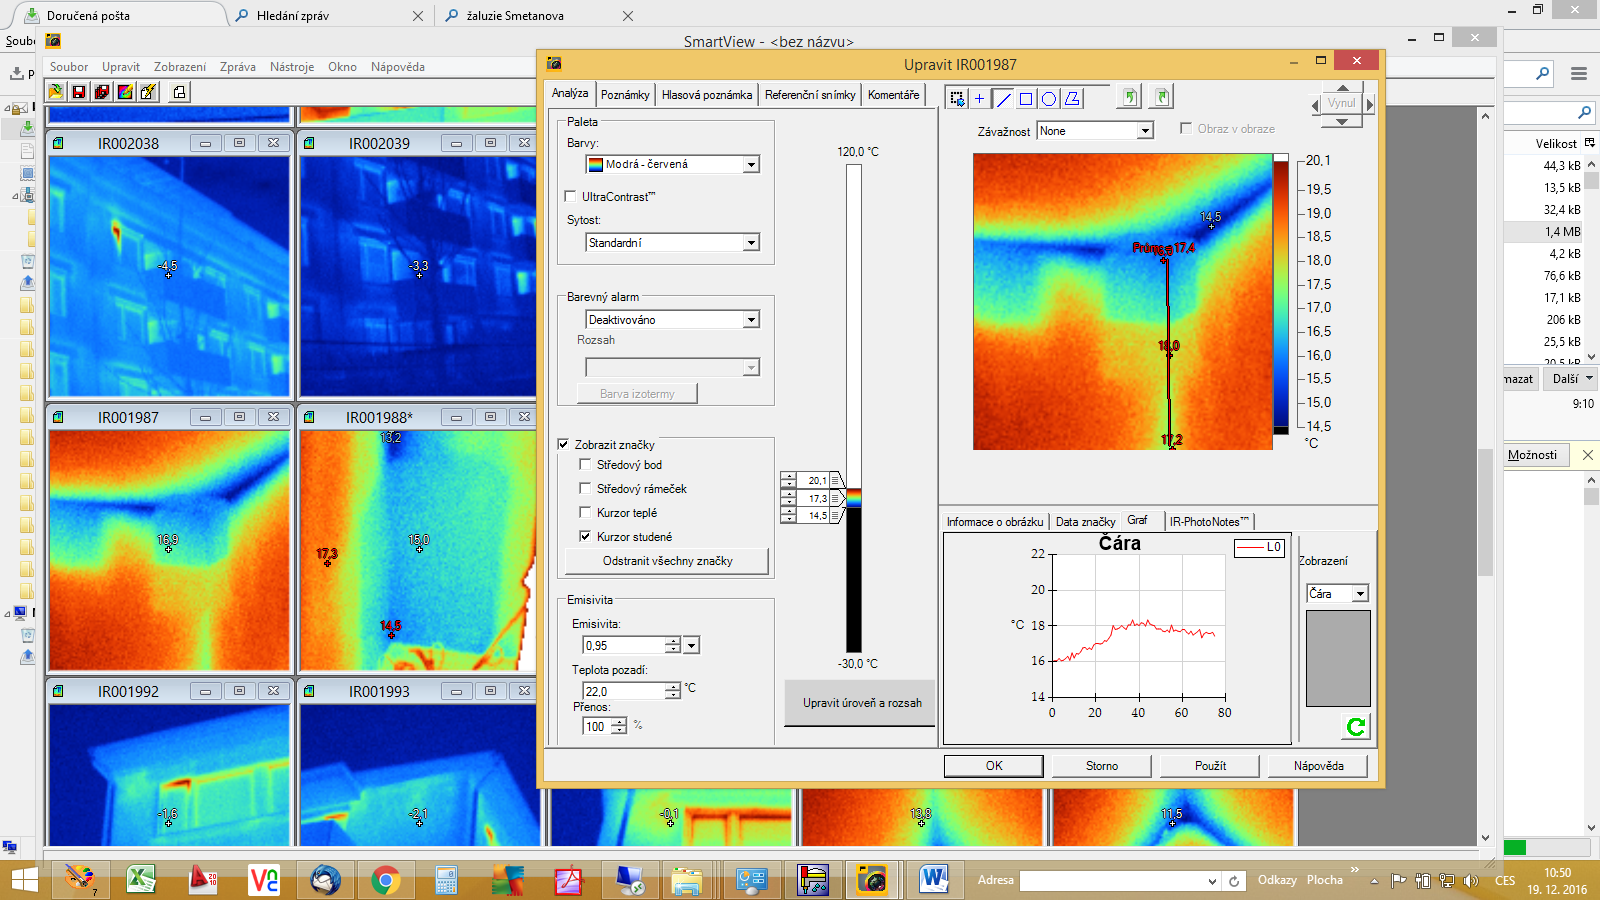 Doručená pošta
Hledání zpráv
žaluzie Smetanova
Soubo
SmartView - <bez názvu>
Soubor Upravit Zobrazení Zpráva Nástroje Okno Nápověda
P
IR002038
IR002039
-4,5
-3,3
IR001987
IR001988*
16,9
13,2
15,0
17,3
14,5
IR001992
IR001993
-1,6
-2,1
-0,1
13,8
11,5
Upravit IR001987
Analýza Poznámky Hlasová poznámka Referenční snímky Komentáře
Paleta
Barvy:
Modrá - červená
UltraContrast™
Sytost:
Standardní
Barevný alarm
Deaktivováno
Rozsah
Barva izotermy
Zobrazit značky
Středový bod
Středový rámeček
Kurzor teplé
Kurzor studené
Odstranit všechny značky
Emisivita
Emisivita:
0,95
Teplota pozadí:
22,0 °C
Přenos:
100 %
120,0 °C
20,1
17,3
14,5
-30,0 °C
Upravit úroveň a rozsah
Vynul
Závažnost None
Obraz v obraze
14,5
17,4
18,0
17,2
20,1
19,5
19,0
18,5
18,0
17,5
17,0
16,5
16,0
15,5
15,0
14,5
°C
Informace o obrázku Data značky Graf IR-PhotoNotes™
Čára
L0
22
20
°C 18
16
14
0 20 40 60 80
Zobrazení
Čára
OK Storno Použít Nápověda
Velikost
44,3 kB
13,5 kB
32,4 kB
1,4 MB
4,2 kB
76,6 kB
17,1 kB
206 kB
25,5 kB
20,5 kB
mazat Další
9:10
Možnosti
7
A 2010
Adresa
Odkazy Plocha »
CES
10:50
19. 12. 2016